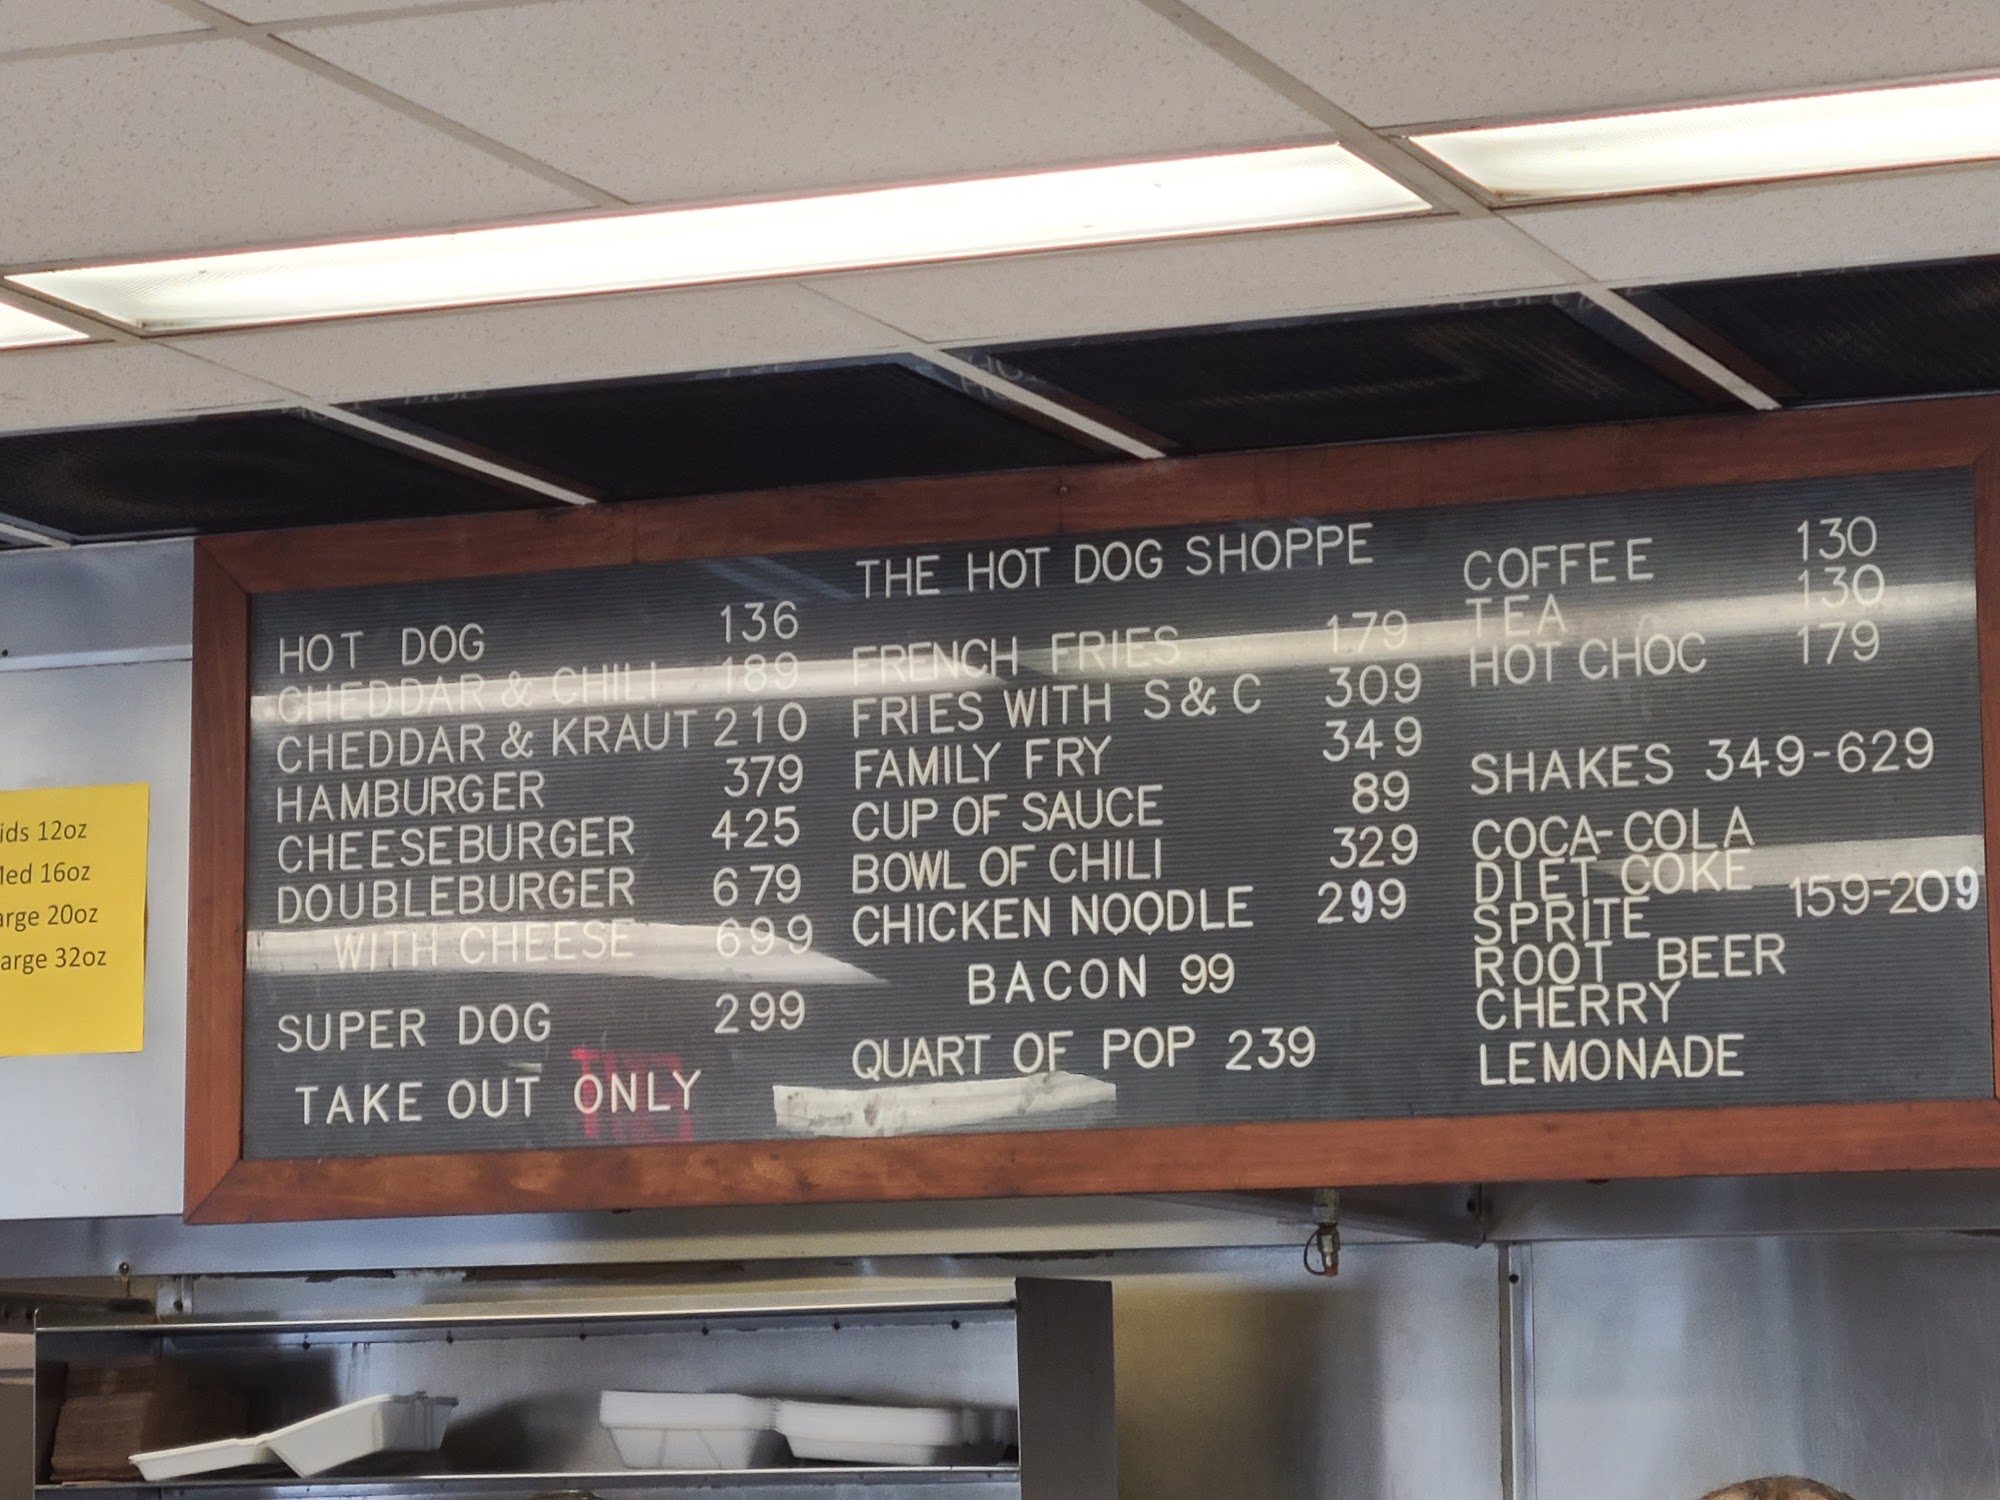 THE HOT DOG SHOPPE
HOT DOG 136
CHEDDAR & CHILI 189
CHEDDAR & KRAUT 210
HAMBURGER 379
CHEESEBURGER 425
DOUBLEBURGER 679
WITH CHEESE 699
SUPER DOG 299
TAKE OUT ONLY
FRENCH FRIES 179
FRIES WITH S & C 309
FAMILY FRY 349
CUP OF SAUCE 89
BOWL OF CHILI 329
CHICKEN NOODLE 299
BACON 99
QUART OF POP 239
COFFEE 130
TEA 130
HOT CHOC 179
SHAKES 349-629
COCA-COLA
DIET COKE
SPRITE 159-209
ROOT BEER
CHERRY
LEMONADE
ids 12oz
ed 16oz
arge 20oz
arge 32oz